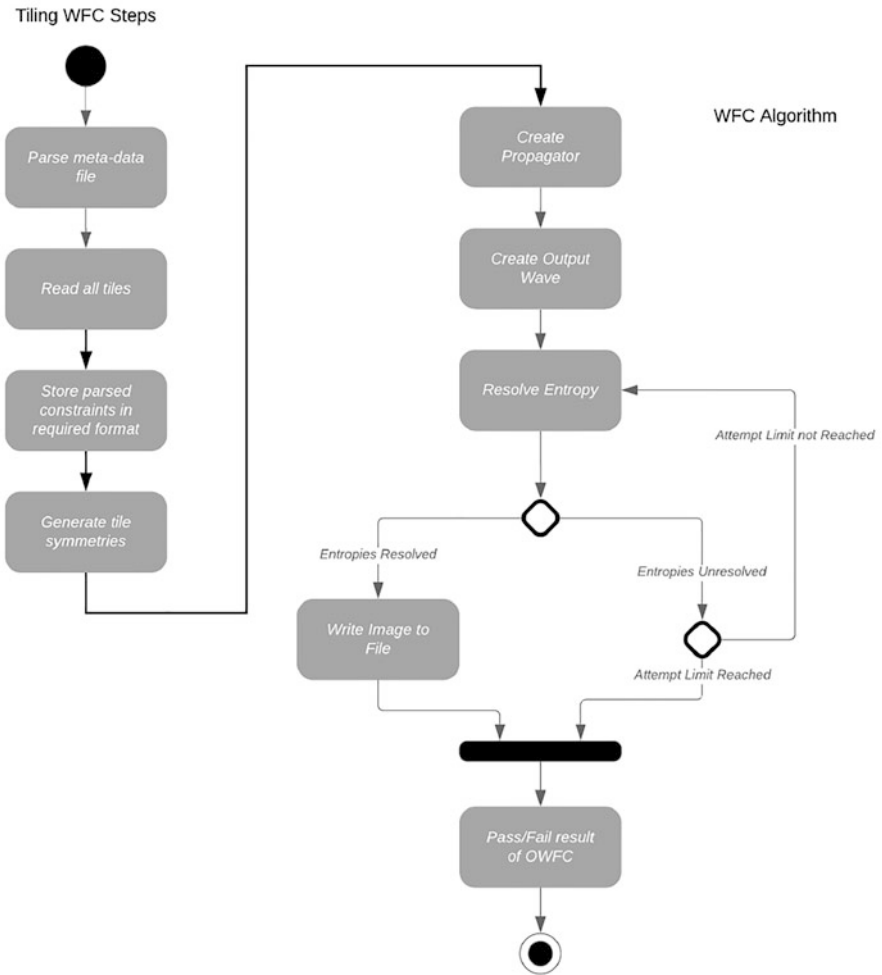 Tiling WFC Steps
Parse meta-data
file
Read all tiles
Store parsed
constraints in
required format
Generate tile
symmetries
WFC Algorithm
Create
Propagator
Create Output
Wave
Resolve Entropy
Attempt Limit not Reached
Entropies Resolved
Entropies Unresolved
Write Image to
File
Attempt Limit Reached
Pass/Fail result
of OWFC